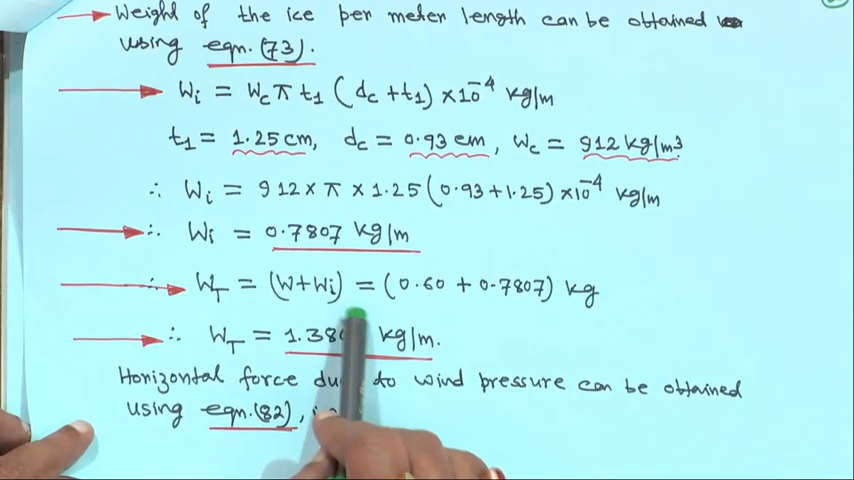 Weight of the ice per meter length can be obtained
using eqn.(73).
Wi = Wc π t1 (dc + t1) × 10^-4 kg/m
t1 = 1.25 cm, dc = 0.93 cm, Wc = 912 kg/m³
∴ Wi = 912 × π × 1.25 (0.93 + 1.25) × 10^-4 kg/m
∴ Wi = 0.7807 kg/m
∴ WT = (W + Wi) = (0.60 + 0.7807) kg
∴ WT = kg/m.
Horizontal force to wind pressure can be obtained
using eqn.(82),